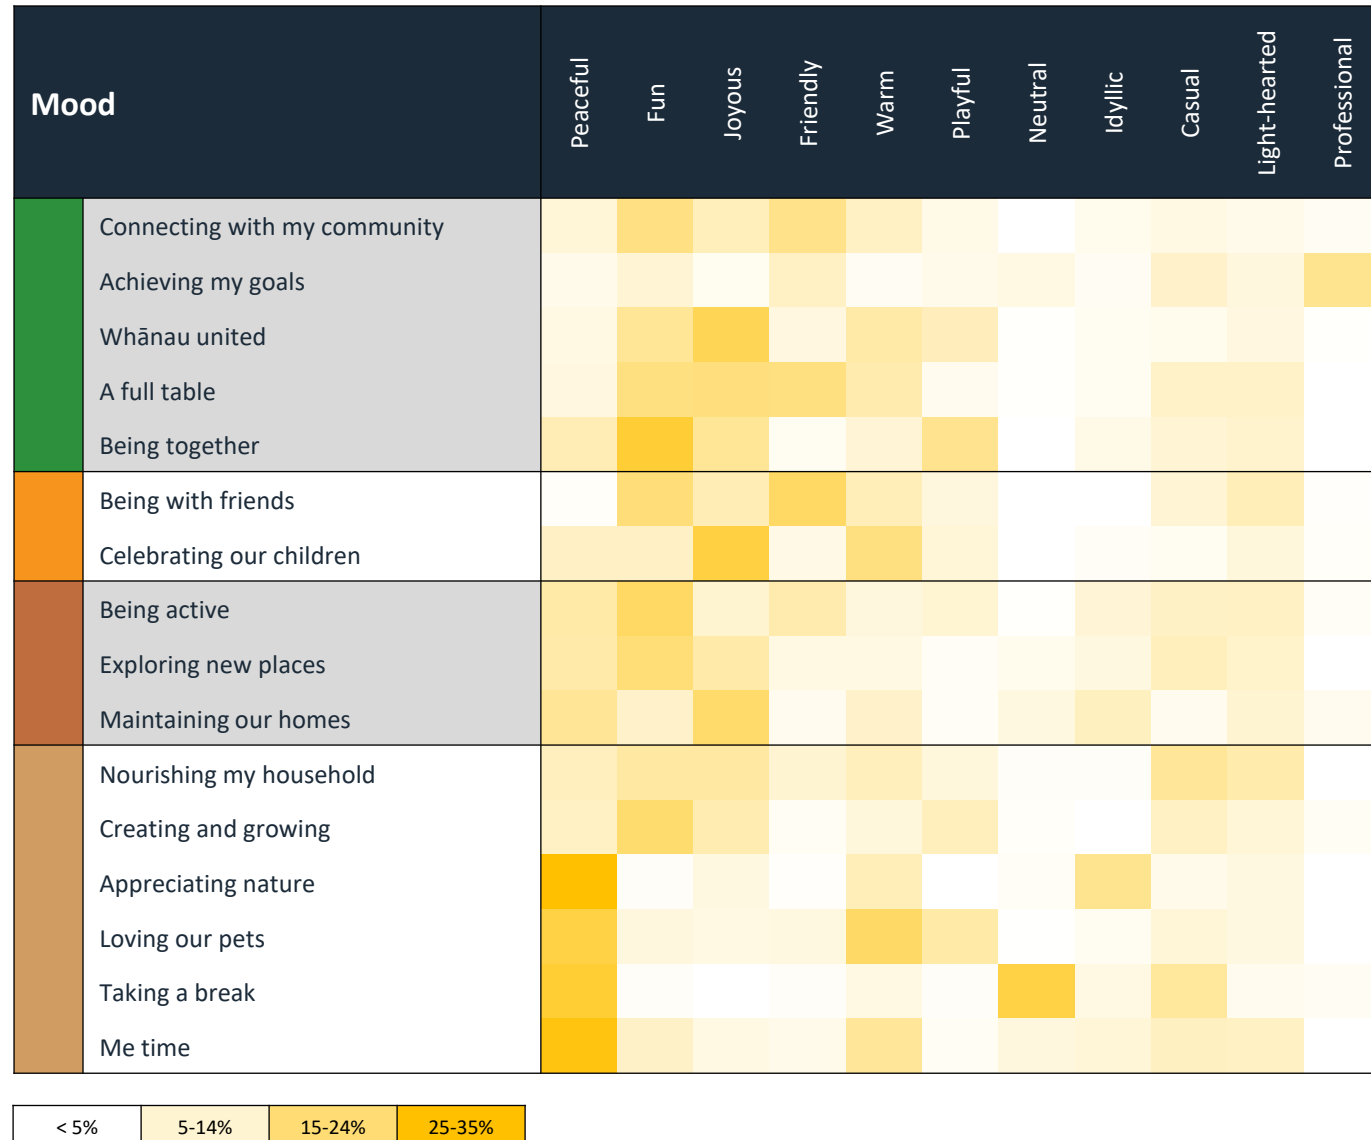 Mood
Peaceful
Fun
Joyous
Friendly
Warm
Playful
Neutral
Idyllic
Casual
Light-hearted
Professional
Connecting with my community
Achieving my goals
Whānau united
A full table
Being together
Being with friends
Celebrating our children
Being active
Exploring new places
Maintaining our homes
Nourishing my household
Creating and growing
Appreciating nature
Loving our pets
Taking a break
Me time
< 5%
5-14%
15-24%
25-35%